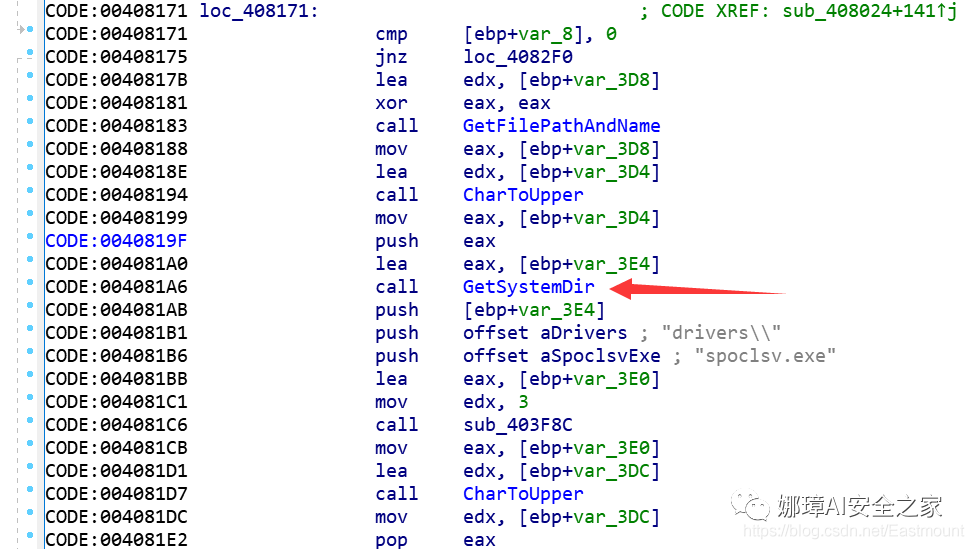 CODE:00408171 loc_408171: ; CODE XREF: sub_408024+141↑j
CODE:00408171 cmp [ebp+var_8], 0
CODE:00408175 jnz loc_4082F0
CODE:0040817B lea edx, [ebp+var_3D8]
CODE:00408181 xor eax, eax
CODE:00408183 call GetFilePathAndName
CODE:00408188 mov eax, [ebp+var_3D8]
CODE:0040818E lea edx, [ebp+var_3D4]
CODE:00408194 call CharToUpper
CODE:00408199 mov eax, [ebp+var_3D4]
CODE:0040819F push eax
CODE:004081A0 lea eax, [ebp+var_3E4]
CODE:004081A6 call GetSystemDir
CODE:004081AB push [ebp+var_3E4]
CODE:004081B1 push offset aDrivers ; "drivers\\"
CODE:004081B6 push offset aSpoclsvExe ; "spoclsv.exe"
CODE:004081BB lea eax, [ebp+var_3E0]
CODE:004081C1 mov edx, 3
CODE:004081C6 call sub_403F8C
CODE:004081CB mov eax, [ebp+var_3E0]
CODE:004081D1 lea edx, [ebp+var_3DC]
CODE:004081D7 call CharToUpper
CODE:004081DC mov edx, [ebp+var_3DC]
CODE:004081E2 pop eax
娜璋AI安全之家
https://blog.csdn.net/Eastmount